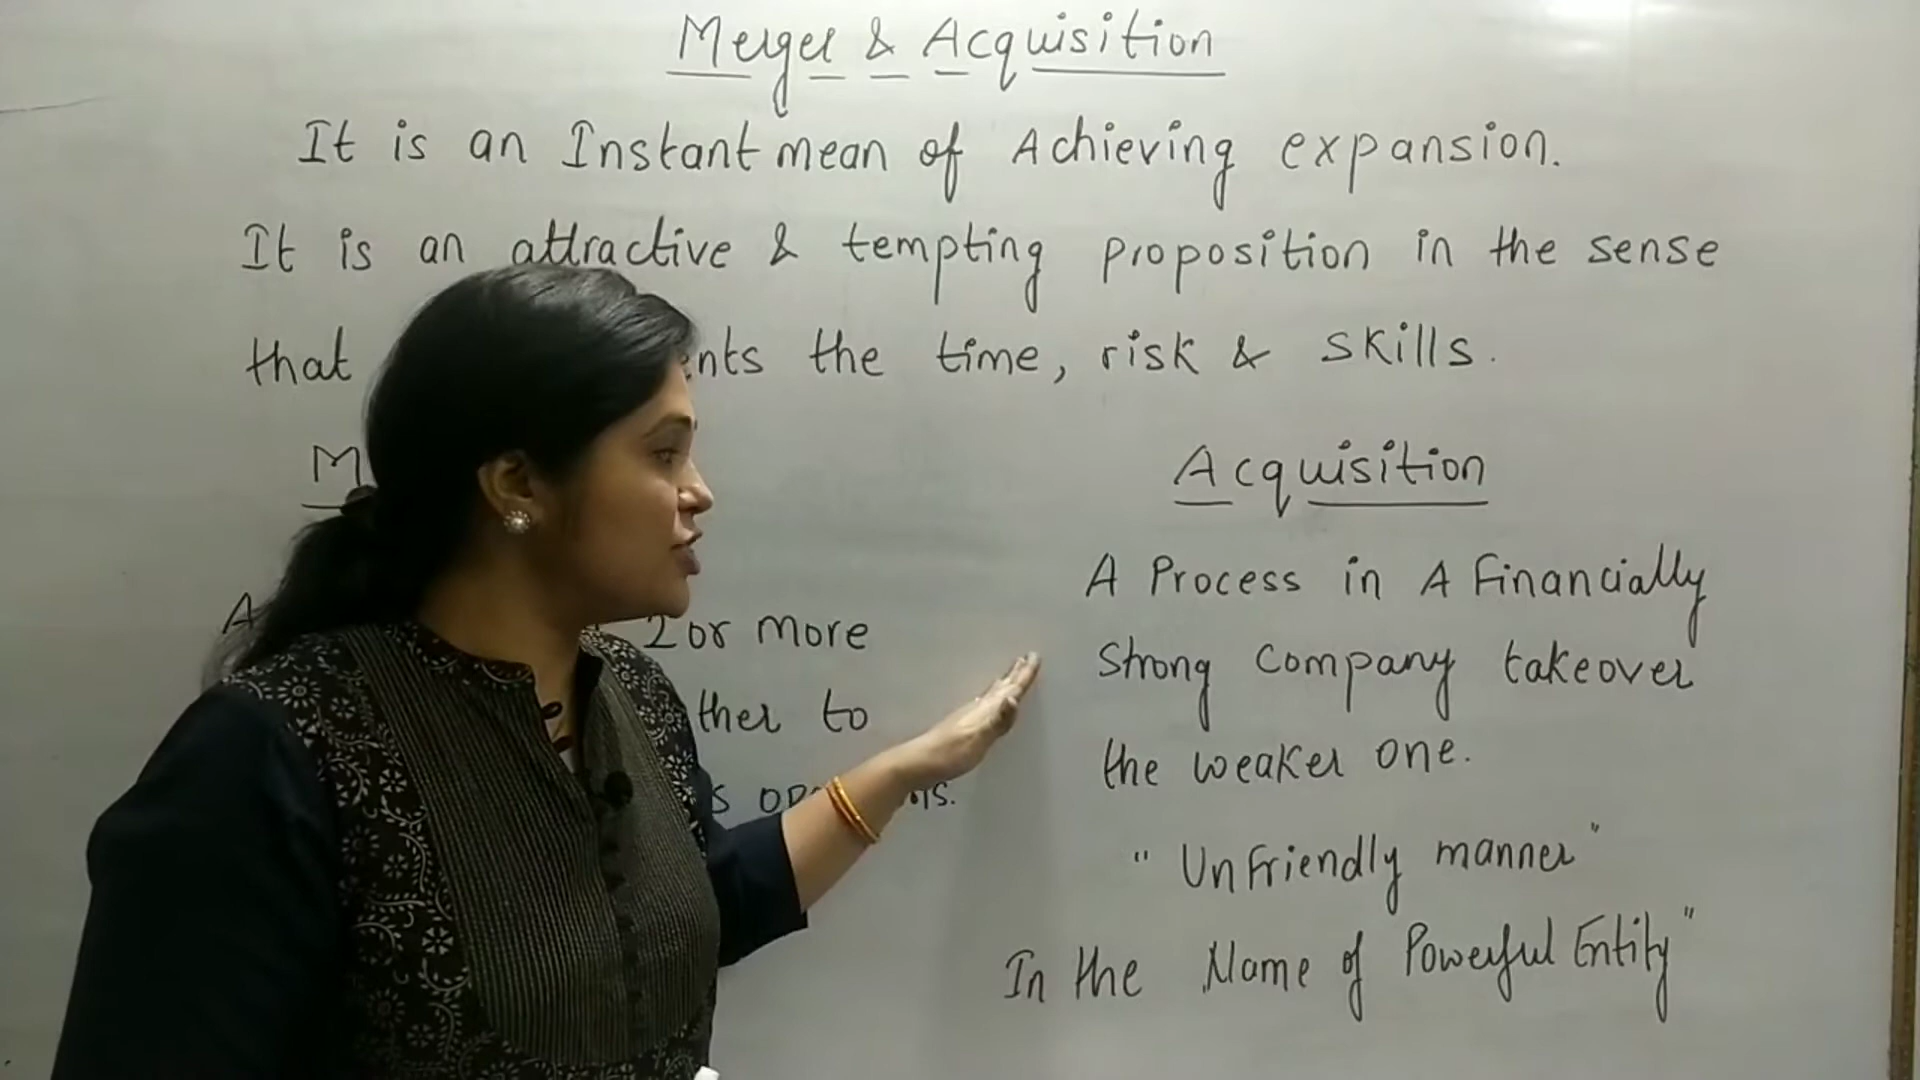 Merger & Acquisition
It is an Instant mean of Achieving expansion.
It is an attractive & tempting proposition in the sense
that the time, risk & skills.
Acquisition
A Process in A Financially
Strong Company takeover
the weaker one.
"Unfriendly manner"
In the Name of Powerful Entity"
2 or more
to